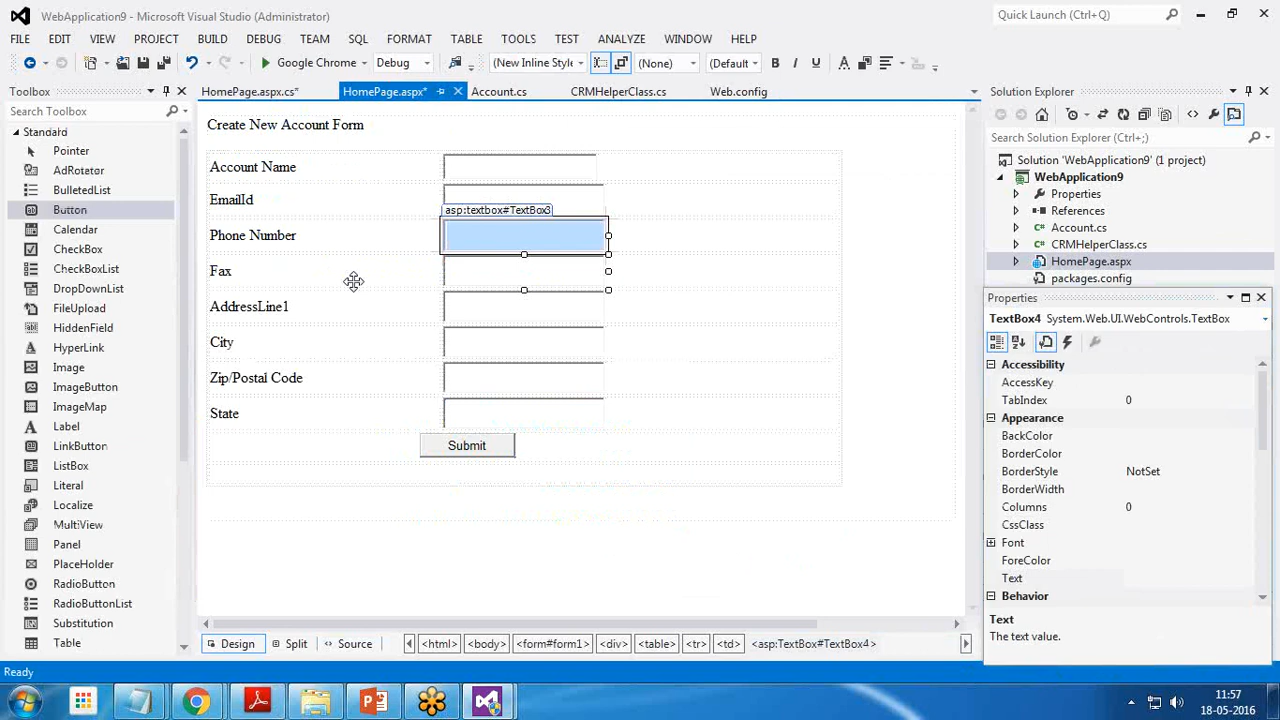 WebApplication9 - Microsoft Visual Studio (Administrator)
Quick Launch (Ctrl+Q)
FILE EDIT VIEW PROJECT BUILD DEBUG TEAM SQL FORMAT TABLE TOOLS TEST ANALYZE WINDOW HELP
Google Chrome Debug (New Inline Style (None) (Default B I U A
Toolbox
HomePage.aspx.cs* HomePage.aspx* Account.cs CRMHelperClass.cs Web.config
Solution Explorer
Search Toolbox
Search Solution Explorer (Ctrl+;)
Standard
Pointer
AdRotator
BulletedList
Button
Calendar
CheckBox
CheckBoxList
DropDownList
FileUpload
HiddenField
HyperLink
Image
ImageButton
ImageMap
Label
LinkButton
ListBox
Literal
Localize
MultiView
Panel
PlaceHolder
RadioButton
RadioButtonList
Substitution
Table
Create New Account Form
Account Name
EmailId
asp:textbox#TextBox3
Phone Number
Fax
AddressLine1
City
Zip/Postal Code
State
Submit
Solution 'WebApplication9' (1 project)
WebApplication9
Properties
References
Account.cs
CRMHelperClass.cs
HomePage.aspx
packages.config
Properties
TextBox4 System.Web.UI.WebControls.TextBox
Accessibility
AccessKey
TabIndex 0
Appearance
BackColor
BorderColor
BorderStyle NotSet
BorderWidth
Columns 0
CssClass
Font
ForeColor
Text
Behavior
Text
The text value.
Design Split Source <html> <body> <form#form1> <div> <table> <tr> <td> <asp:TextBox#TextBox4>
Ready
11:57
18-05-2016